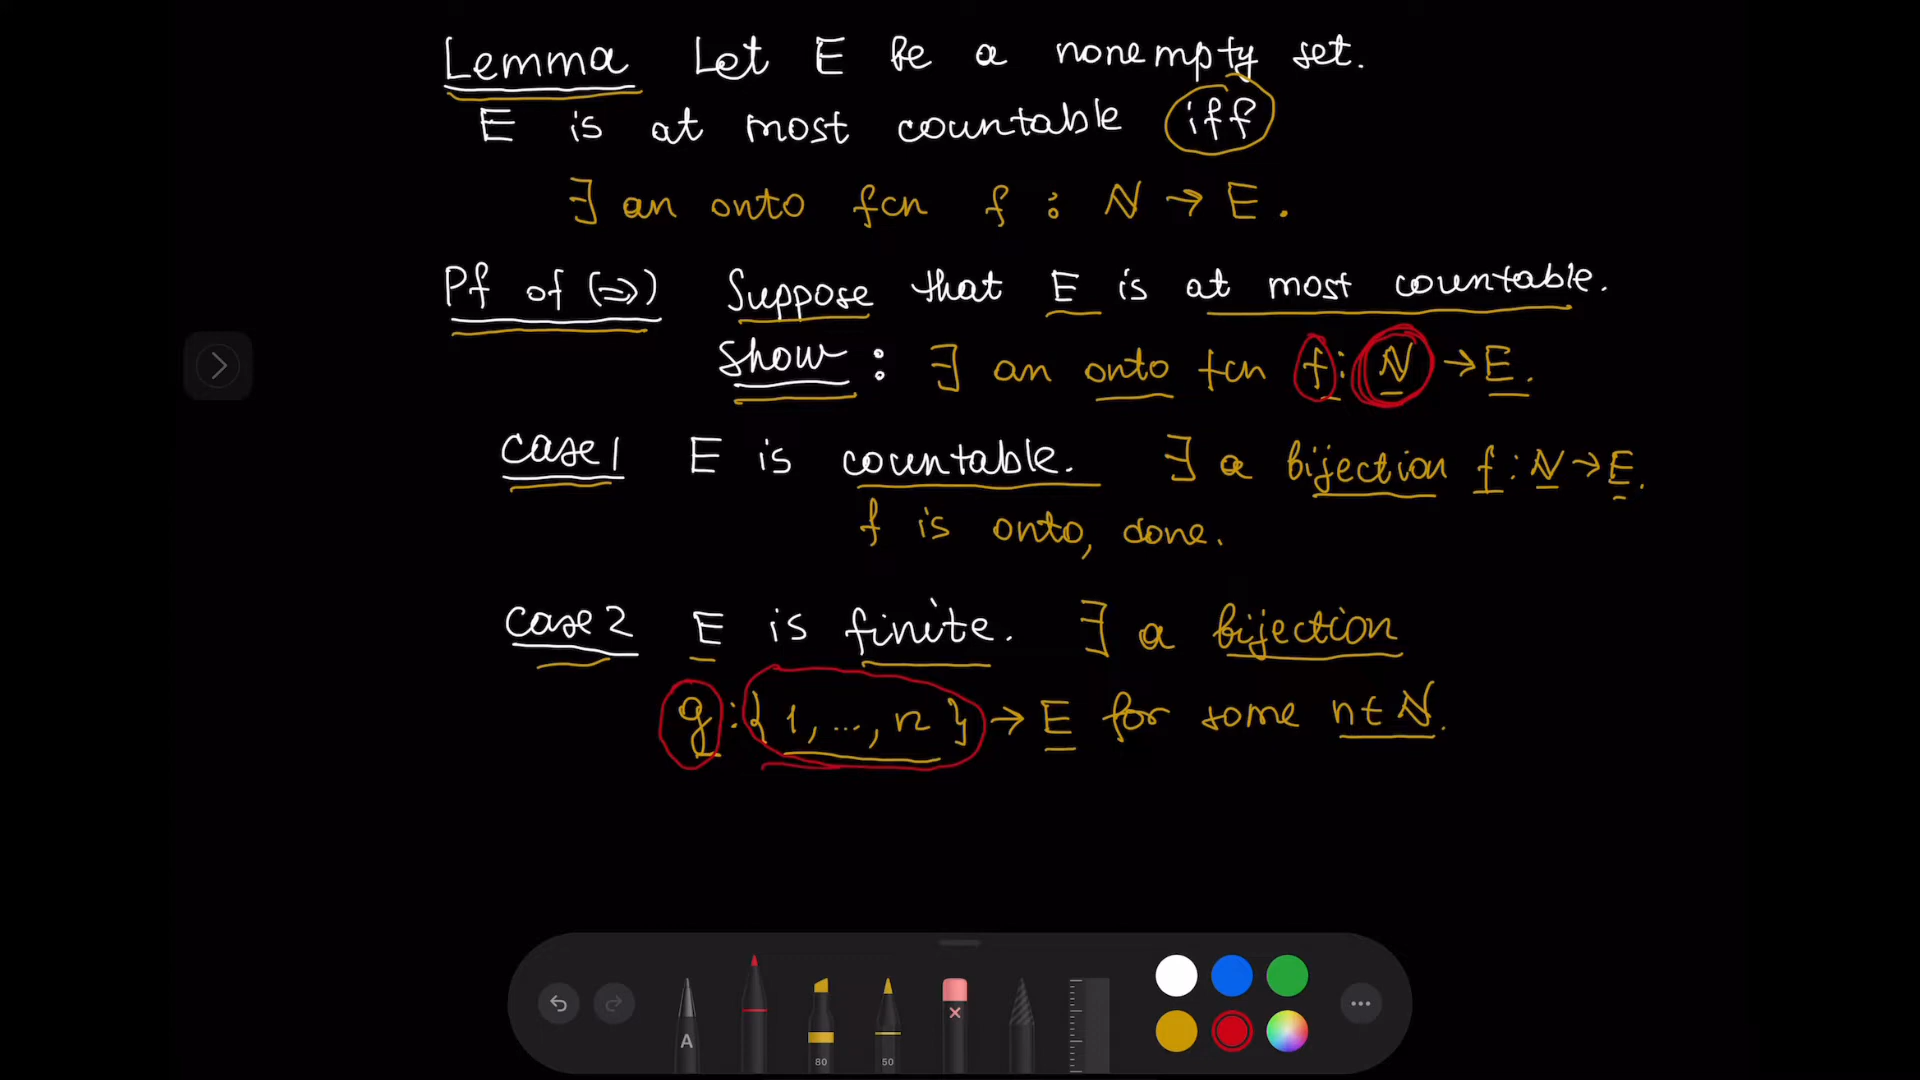 Lemma Let E be a nonempty set.
E is at most countable iff
∃ an onto fcn f : ℕ → E.
Pf of (⇒) Suppose that E is at most countable.
Show : ∃ an onto fcn f : ℕ → E.
case 1 E is countable. ∃ a bijection f : ℕ → E.
f is onto, done.
case 2 E is finite. ∃ a bijection
g : { 1, ..., n } → E for some n ∈ ℕ.
A
80
50